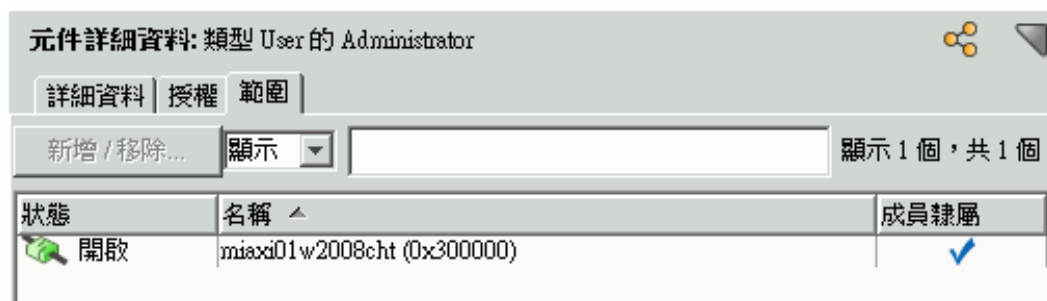 元件詳細資料: 類型 User 的 Administrator
詳細資料 授權 範圍
新增 / 移除... 顯示 顯示 1 個，共 1 個
狀態 名稱 成員隸屬
開啟 miaxi01w2008cht (0x300000)